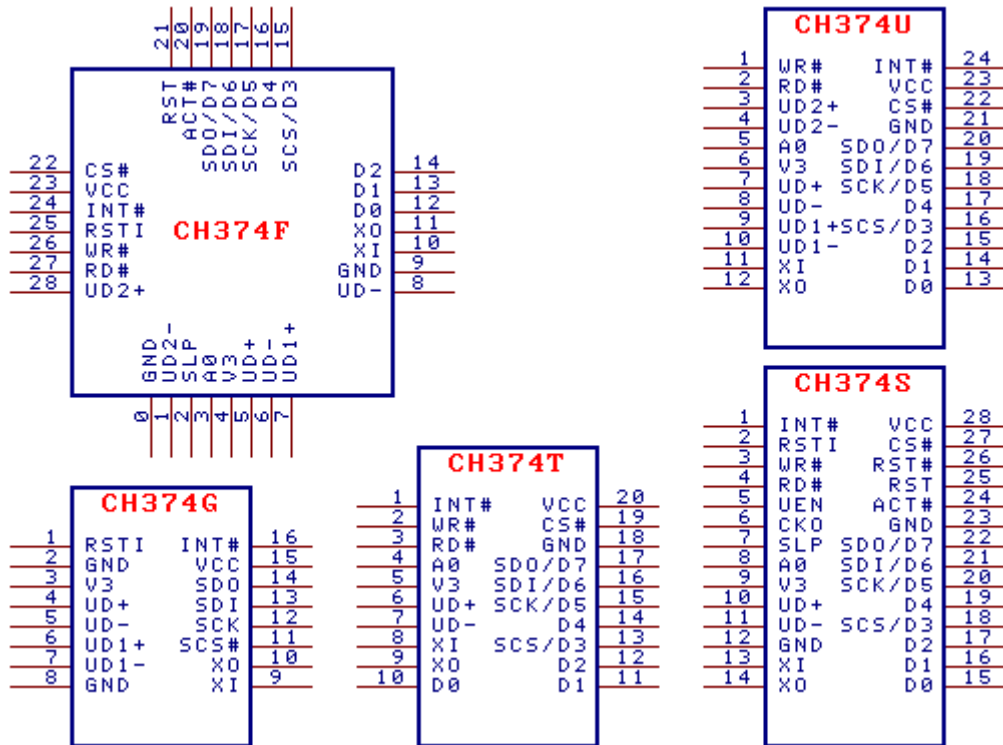 21 20 19 18 17 16 15
RST ACT# SDO/D7 SDI/D6 SCK/D5 D4 SCS/D3
22 CS# D2 14
23 VCC D1 13
24 INT# D0 12
25 RSTI CH374F XO 11
26 WR# XI 10
27 RD# GND 9
28 UD2+ UD- 8
GND UD2- SLP A0 V3 UD+ UD- UD1+
0 1 2 3 4 5 6 7
CH374U
1 WR# INT# 24
2 RD# VCC 23
3 UD2+ CS# 22
4 UD2- GND 21
5 A0 SDO/D7 20
6 V3 SDI/D6 19
7 UD+ SCK/D5 18
8 UD- D4 17
9 UD1+ SCS/D3 16
10 UD1- D2 15
11 XI D1 14
12 XO D0 13
CH374G
1 RSTI INT# 16
2 GND VCC 15
3 V3 SDO 14
4 UD+ SDI 13
5 UD- SCK 12
6 UD1+ SCS# 11
7 UD1- XO 10
8 GND XI 9
CH374T
1 INT# VCC 20
2 WR# CS# 19
3 RD# GND 18
4 A0 SDO/D7 17
5 V3 SDI/D6 16
6 UD+ SCK/D5 15
7 UD- D4 14
8 XI SCS/D3 13
9 XO D2 12
10 D0 D1 11
CH374S
1 INT# VCC 28
2 RSTI CS# 27
3 WR# RST# 26
4 RD# RST 25
5 UEN ACT# 24
6 CKO GND 23
7 SLP SDO/D7 22
8 A0 SDI/D6 21
9 V3 SCK/D5 20
10 UD+ D4 19
11 UD- SCS/D3 18
12 GND D2 17
13 XI D1 16
14 XO D0 15